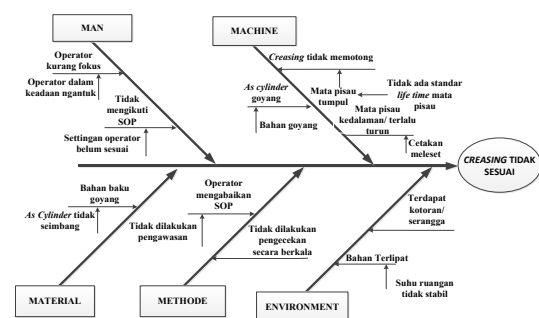 MAN
MACHINE
Operator
kurang fokus
Operator dalam
keadaan ngantuk
Tidak
mengikuti
SOP
Settingan operator
belum sesuai
Creasing tidak memotong
As cylinder
goyang
Mata pisau
tumpul
Tidak ada standar
life time mata
pisau
Bahan goyang
Mata pisau
kedalaman/ terlalu
turun
Cetakan
meleset
CREASING TIDAK
SESUAI
Bahan baku
goyang
As Cylinder tidak
seimbang
Operator
mengabaikan
SOP
Tidak dilakukan
pengawasan
Tidak dilakukan
pengecekan
secara berkala
Terdapat
kotoran/
serangga
Bahan Terlipat
Suhu ruangan
tidak stabil
MATERIAL
METHODE
ENVIRONMENT